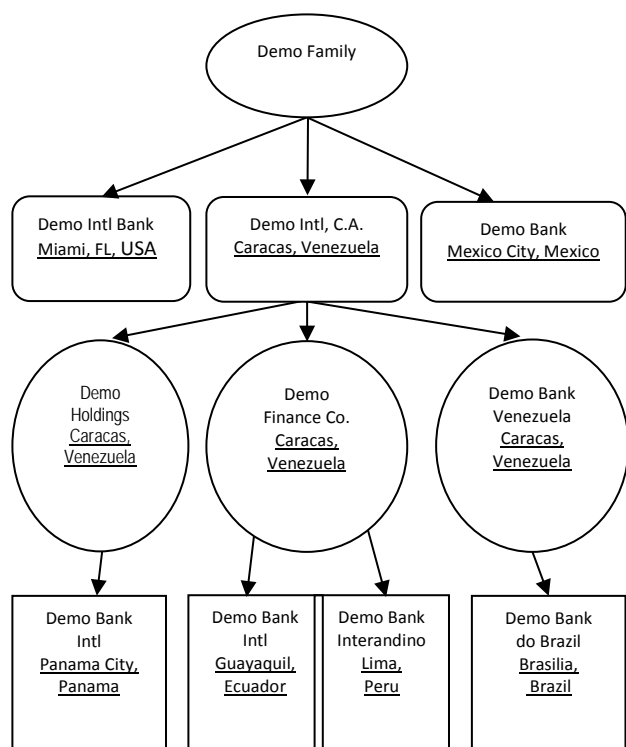 Demo Family
Demo Intl Bank
Miami, FL, USA
Demo Intl, C.A.
Caracas, Venezuela
Demo Bank
Mexico City, Mexico
Demo
Holdings
Caracas,
Venezuela
Demo
Finance Co.
Caracas,
Venezuela
Demo Bank
Venezuela
Caracas,
Venezuela
Demo Bank
Intl
Panama City,
Panama
Demo Bank
Intl
Guayaquil,
Ecuador
Demo Bank
Interandino
Lima,
Peru
Demo Bank
do Brazil
Brasilia,
Brazil